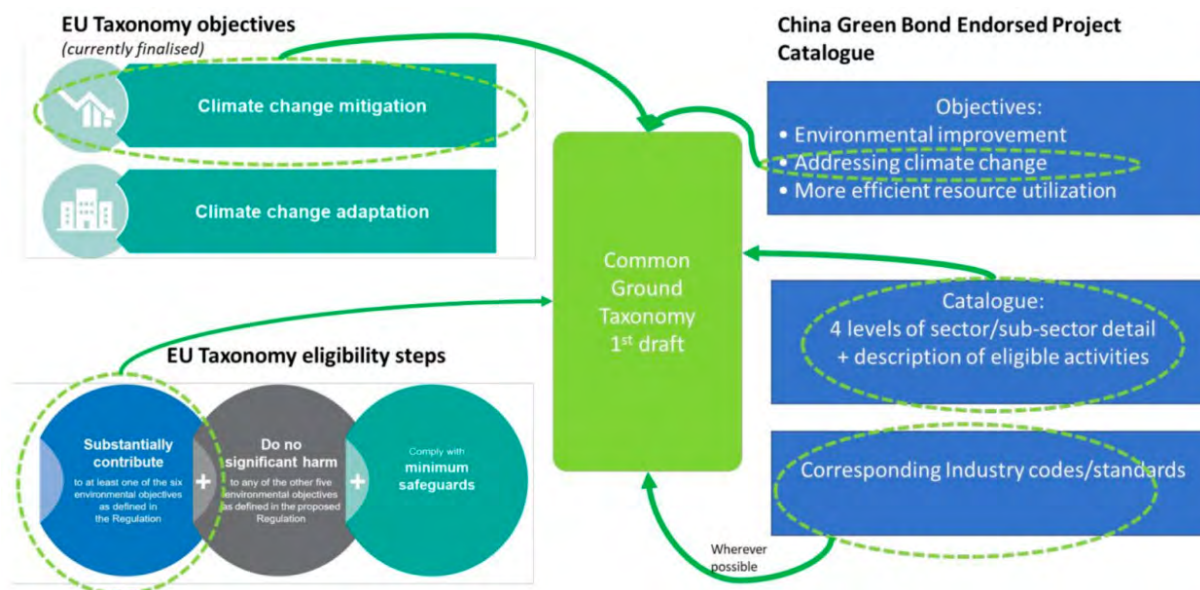 EU Taxonomy objectives
(currently finalised)
Climate change mitigation
Climate change adaptation
EU Taxonomy eligibility steps
Substantially
contribute
to at least one of the six
environmental objectives
as defined in
the Regulation
+
Do no
significant harm
to any of the other five
environmental objectives
as defined in the proposed
Regulation
+
Comply with
minimum
safeguards
Common
Ground
Taxonomy
1st draft
China Green Bond Endorsed Project
Catalogue
Objectives:
• Environmental improvement
• Addressing climate change
• More efficient resource utilization
Catalogue:
4 levels of sector/sub-sector detail
+ description of eligible activities
Corresponding Industry codes/standards
Wherever
possible